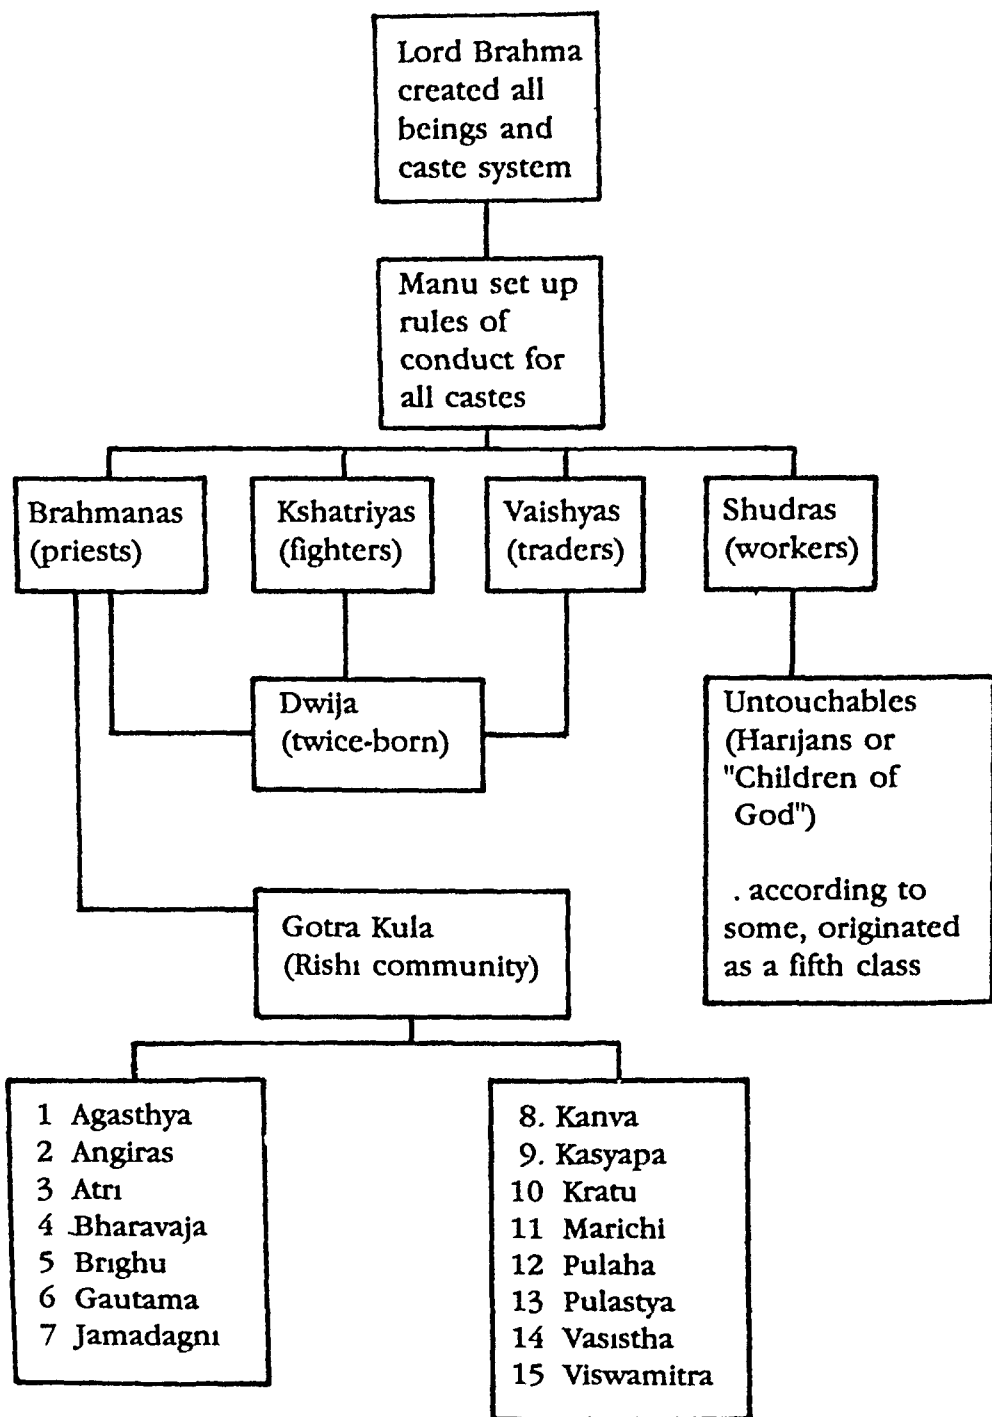 Lord Brahma
created all
beings and
caste system
Manu set up
rules of
conduct for
all castes
Brahmanas
(priests)
Kshatriyas
(fighters)
Vaishyas
(traders)
Shudras
(workers)
Dwija
(twice-born)
Untouchables
(Harijans or
"Children of
God")
. according to
some, originated
as a fifth class
Gotra Kula
(Rishi community)
1 Agasthya
2 Angiras
3 Atri
4 Bharavaja
5 Brighu
6 Gautama
7 Jamadagni
8. Kanva
9. Kasyapa
10 Kratu
11 Marichi
12 Pulaha
13 Pulastya
14 Vasistha
15 Viswamitra